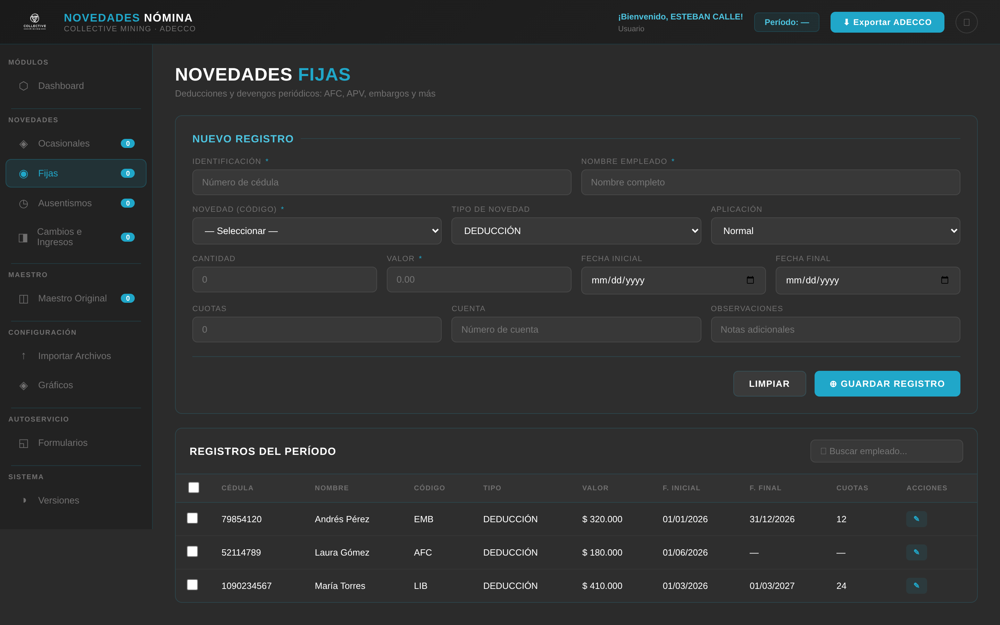 COLLECTIVE
MINING
NOVEDADES NÓMINA
COLLECTIVE MINING · ADECCO
¡Bienvenido, ESTEBAN CALLE!
Usuario
Período: —
⬇ Exportar ADECCO
MÓDULOS
Dashboard
NOVEDADES
Ocasionales 0
Fijas 0
Ausentismos 0
Cambios e
Ingresos 0
MAESTRO
Maestro Original 0
CONFIGURACIÓN
Importar Archivos
Gráficos
AUTOSERVICIO
Formularios
SISTEMA
Versiones
NOVEDADES FIJAS
Deducciones y devengos periódicos: AFC, APV, embargos y más
NUEVO REGISTRO
IDENTIFICACIÓN * NOMBRE EMPLEADO *
Número de cédula Nombre completo
NOVEDAD (CÓDIGO) * TIPO DE NOVEDAD APLICACIÓN
— Seleccionar — DEDUCCIÓN Normal
CANTIDAD VALOR * FECHA INICIAL FECHA FINAL
0 0.00 mm/dd/yyyy mm/dd/yyyy
CUOTAS CUENTA OBSERVACIONES
0 Número de cuenta Notas adicionales
LIMPIAR ⊕ GUARDAR REGISTRO
REGISTROS DEL PERÍODO Buscar empleado...
CÉDULA NOMBRE CÓDIGO TIPO VALOR F. INICIAL F. FINAL CUOTAS ACCIONES
79854120 Andrés Pérez EMB DEDUCCIÓN $ 320.000 01/01/2026 31/12/2026 12
52114789 Laura Gómez AFC DEDUCCIÓN $ 180.000 01/06/2026 — —
1090234567 María Torres LIB DEDUCCIÓN $ 410.000 01/03/2026 01/03/2027 24